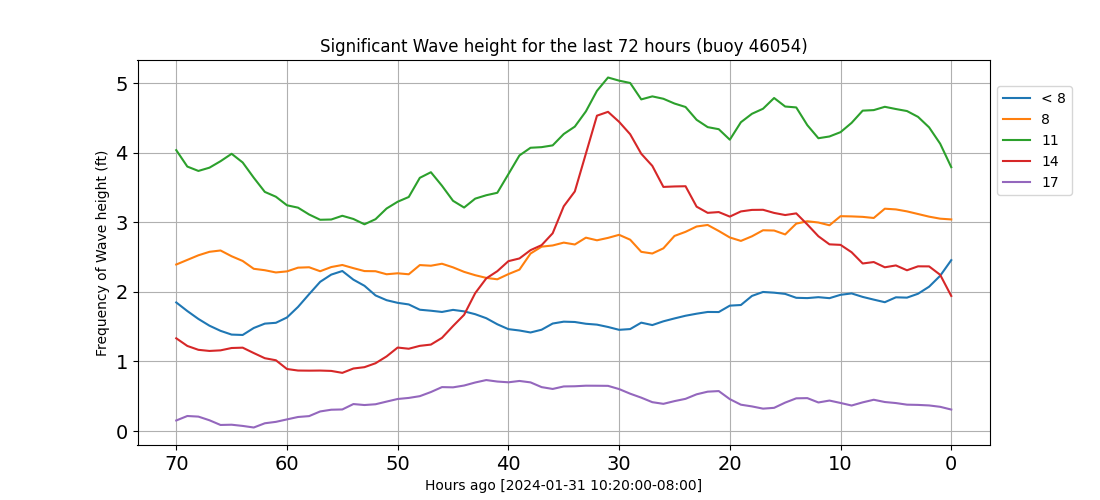 Significant Wave height for the last 72 hours (buoy 46054)
Frequency of Wave height (ft)
5
4
3
2
1
0
70 60 50 40 30 20 10 0
Hours ago [2024-01-31 10:20:00-08:00]
< 8
8
11
14
17